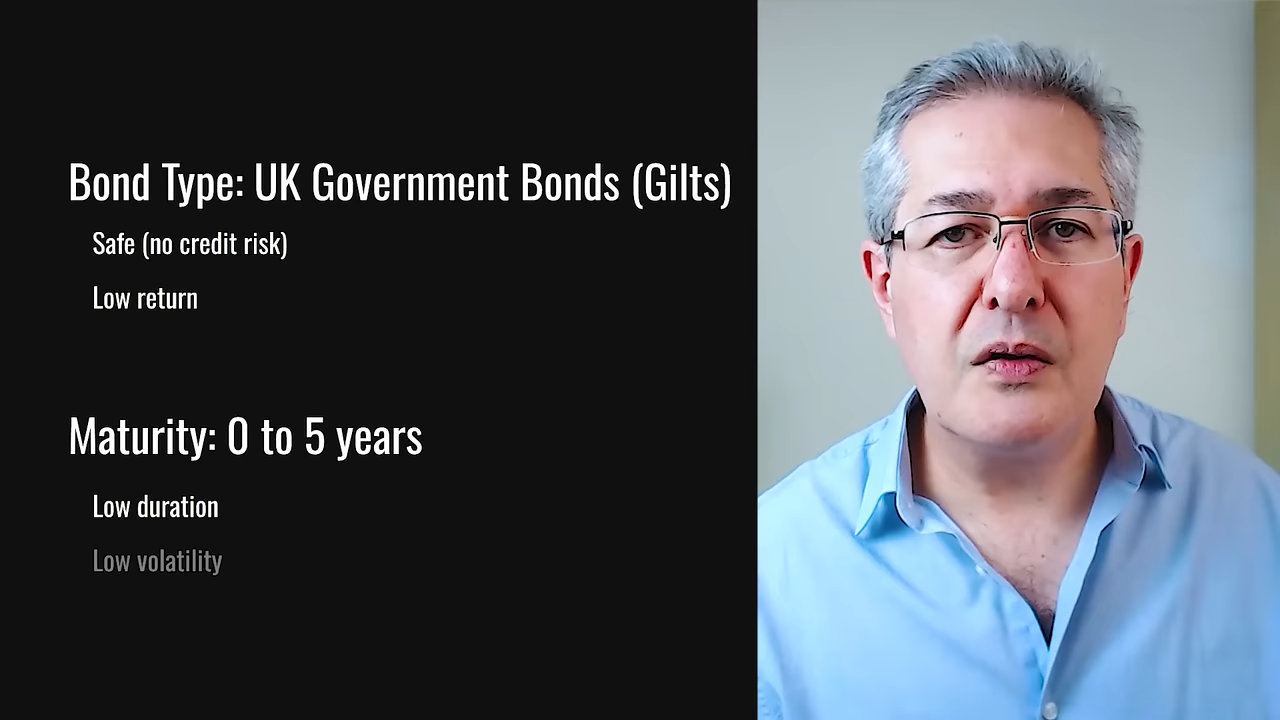 Bond Type: UK Government Bonds (Gilts)
Safe (no credit risk)
Low return
Maturity: 0 to 5 years
Low duration
Low volatility